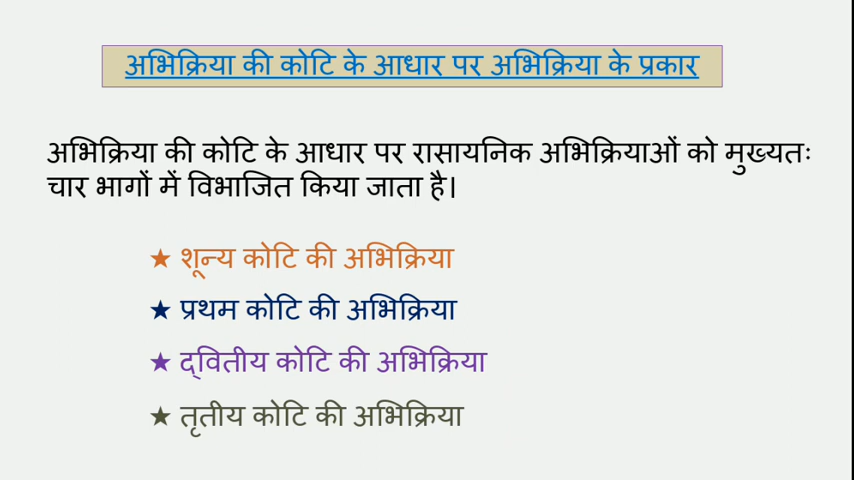 अभिक्रिया की कोटि के आधार पर अभिक्रिया के प्रकार
अभिक्रिया की कोटि के आधार पर रासायनिक अभिक्रियाओं को मुख्यतः
चार भागों में विभाजित किया जाता है।
★ शून्य कोटि की अभिक्रिया
★ प्रथम कोटि की अभिक्रिया
★ द्वितीय कोटि की अभिक्रिया
★ तृतीय कोटि की अभिक्रिया